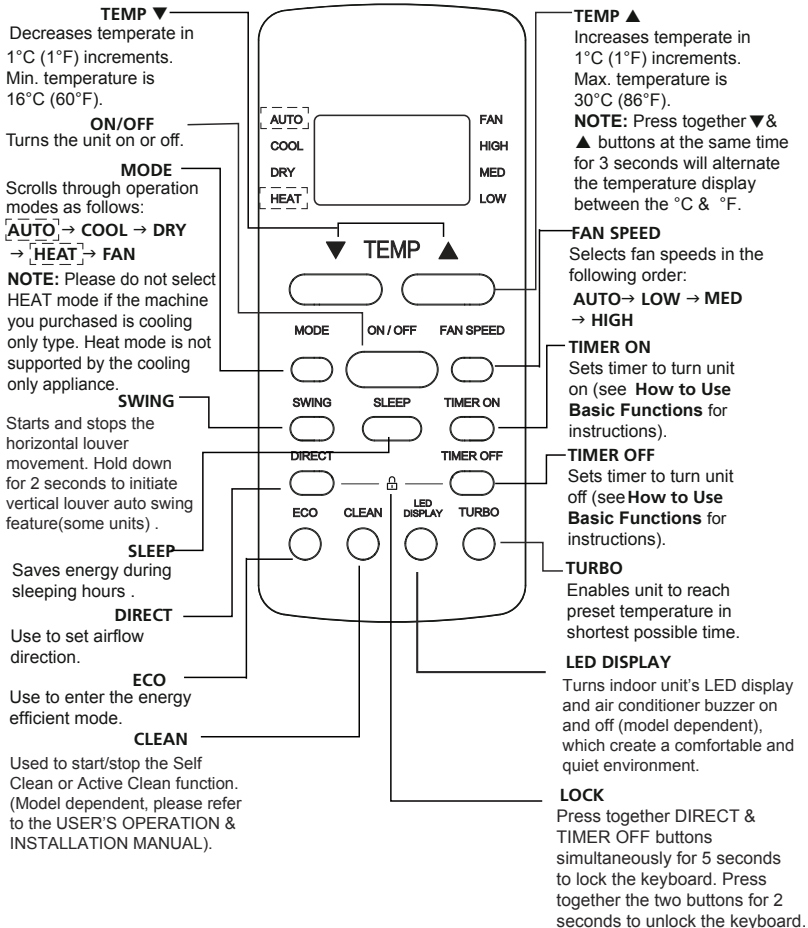 TEMP ▼
Decreases temperate in
1°C (1°F) increments.
Min. temperature is
16°C (60°F).
ON/OFF
Turns the unit on or off.
MODE
Scrolls through operation
modes as follows:
AUTO → COOL → DRY
→ HEAT → FAN
NOTE: Please do not select
HEAT mode if the machine
you purchased is cooling
only type. Heat mode is not
supported by the cooling
only appliance.
SWING
Starts and stops the
horizontal louver
movement. Hold down
for 2 seconds to initiate
vertical louver auto swing
feature(some units) .
SLEEP
Saves energy during
sleeping hours .
DIRECT
Use to set airflow
direction.
ECO
Use to enter the energy
efficient mode.
CLEAN
Used to start/stop the Self
Clean or Active Clean function.
(Model dependent, please refer
to the USER'S OPERATION &
INSTALLATION MANUAL).
AUTO FAN
COOL HIGH
DRY MED
HEAT LOW
▼ TEMP ▲
MODE ON / OFF FAN SPEED
SWING SLEEP TIMER ON
DIRECT TIMER OFF
ECO CLEAN LED DISPLAY TURBO
TEMP ▲
Increases temperate in
1°C (1°F) increments.
Max. temperature is
30°C (86°F).
NOTE: Press together ▼&
▲ buttons at the same time
for 3 seconds will alternate
the temperature display
between the °C & °F.
FAN SPEED
Selects fan speeds in the
following order:
AUTO→ LOW → MED
→ HIGH
TIMER ON
Sets timer to turn unit
on (see How to Use
Basic Functions for
instructions).
TIMER OFF
Sets timer to turn unit
off (see How to Use
Basic Functions for
instructions).
TURBO
Enables unit to reach
preset temperature in
shortest possible time.
LED DISPLAY
Turns indoor unit's LED display
and air conditioner buzzer on
and off (model dependent),
which create a comfortable and
quiet environment.
LOCK
Press together DIRECT &
TIMER OFF buttons
simultaneously for 5 seconds
to lock the keyboard. Press
together the two buttons for 2
seconds to unlock the keyboard.